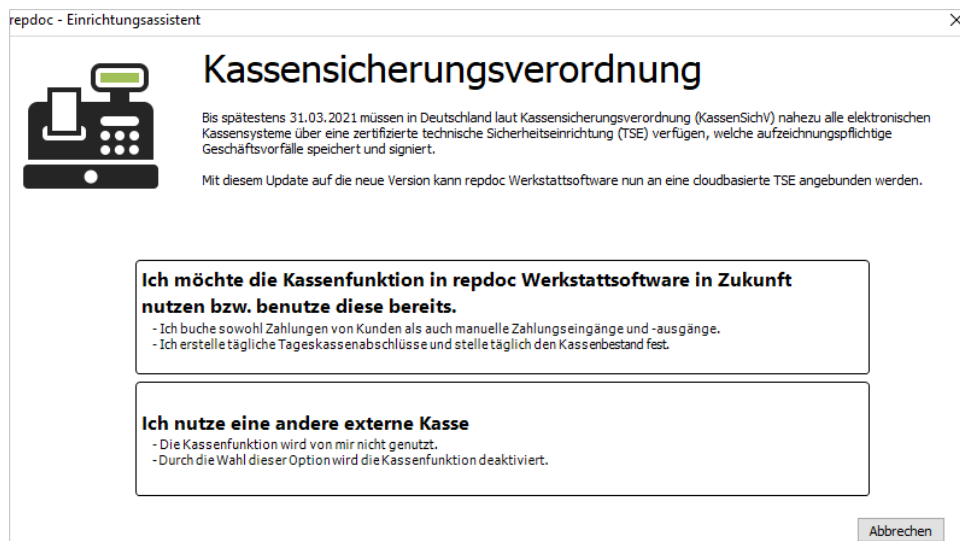 repdoc - Einrichtungsassistent
Kassensicherungsverordnung
Bis spätestens 31.03.2021 müssen in Deutschland laut Kassensicherungsverordnung (KassenSichV) nahezu alle elektronischen
Kassensysteme über eine zertifizierte technische Sicherheitseinrichtung (TSE) verfügen, welche aufzeichnungspflichtige
Geschäftsvorfälle speichert und signiert.
Mit diesem Update auf die neue Version kann repdoc Werkstattsoftware nun an eine cloudbasierte TSE angebunden werden.
Ich möchte die Kassenfunktion in repdoc Werkstattsoftware in Zukunft
nutzen bzw. benutze diese bereits.
- Ich buche sowohl Zahlungen von Kunden als auch manuelle Zahlungseingänge und -ausgänge.
- Ich erstelle tägliche Tageskassenabschlüsse und stelle täglich den Kassenbestand fest.
Ich nutze eine andere externe Kasse
- Die Kassenfunktion wird von mir nicht genutzt.
- Durch die Wahl dieser Option wird die Kassenfunktion deaktiviert.
Abbrechen